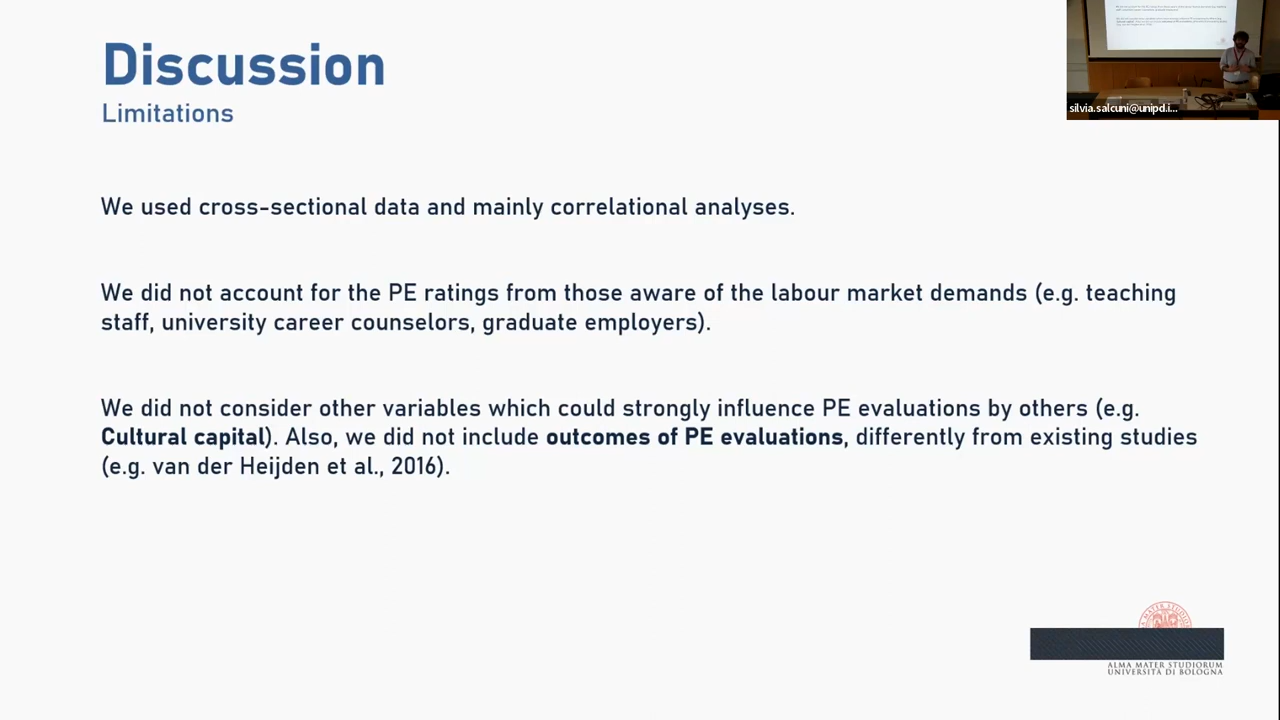 Discussion
Limitations
silvia.salcuni@unipd.i...
We used cross-sectional data and mainly correlational analyses.
We did not account for the PE ratings from those aware of the labour market demands (e.g. teaching
staff, university career counselors, graduate employers).
We did not consider other variables which could strongly influence PE evaluations by others (e.g.
Cultural capital). Also, we did not include outcomes of PE evaluations, differently from existing studies
(e.g. van der Heijden et al., 2016).
ALMA MATER STUDIORUM
UNIVERSITÀ DI BOLOGNA